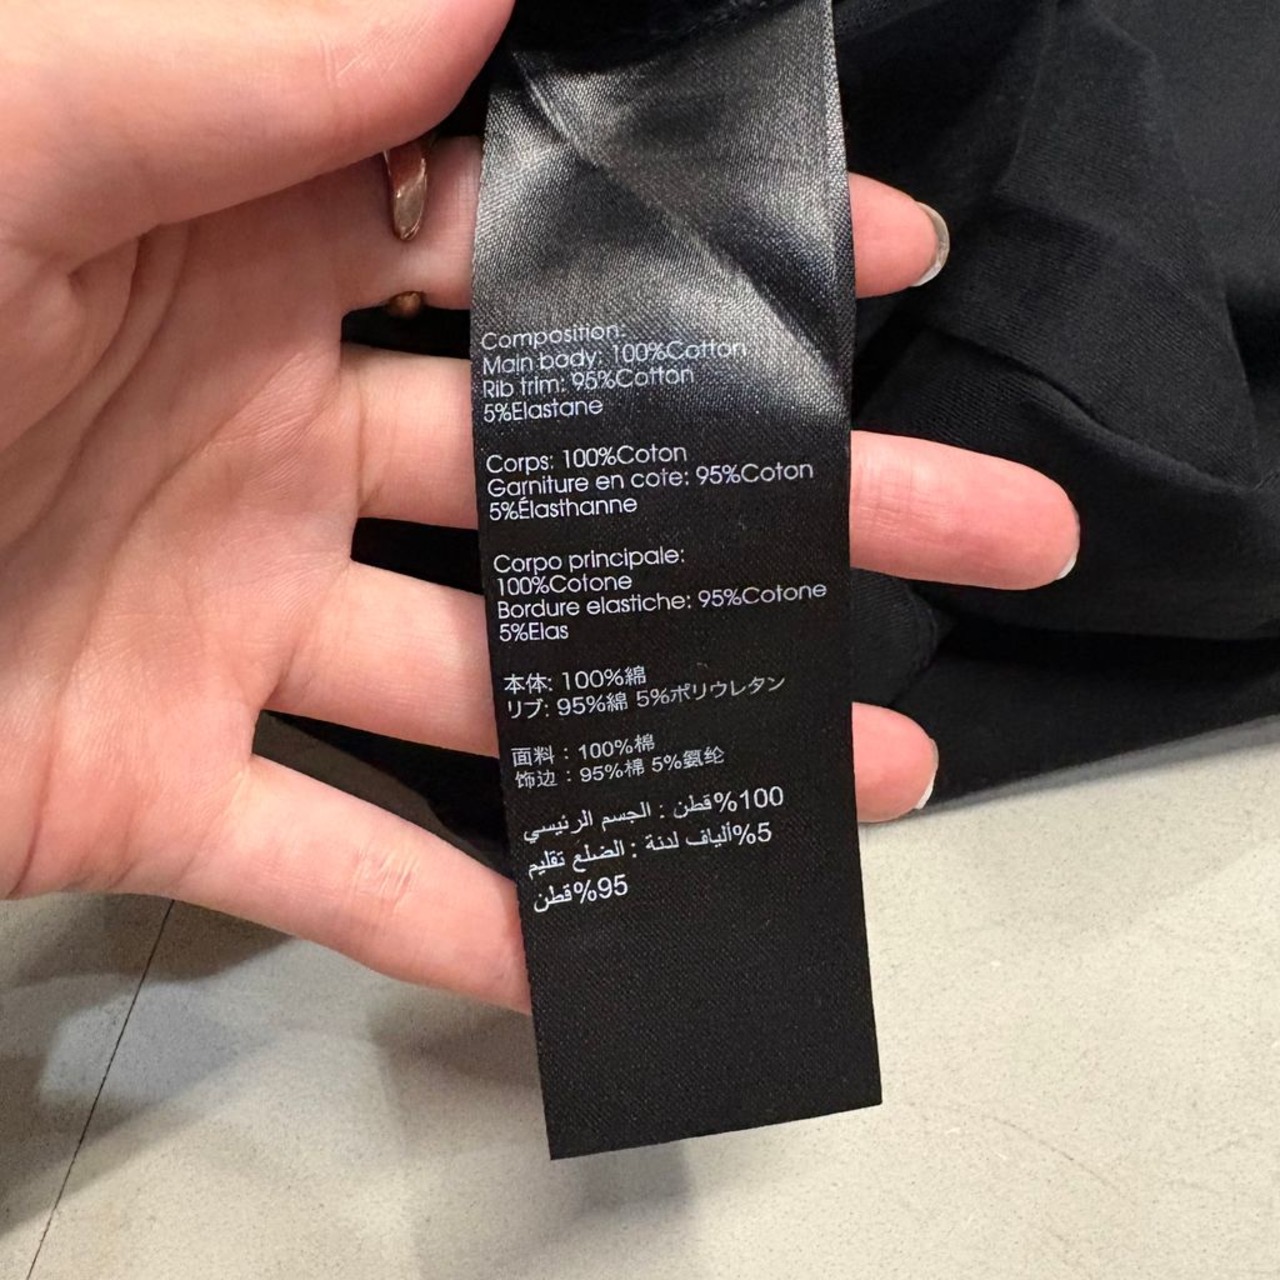 Composition:
Main body: 100%Cotton
Rib trim: 95%Cotton
5%Elastane
Corps: 100%Coton
Garniture en cote: 95%Coton
5%Élasthanne
Corpo principale:
100%Cotone
Bordure elastiche: 95%Cotone
5%Elas
本体: 100%綿
リブ: 95%綿 5%ポリウレタン
面料：100%棉
饰边：95%棉 5%氨纶
100%قطن : الجسم الرئيسي
5%ألياف لدنة : الضلع تقليم
95%قطن